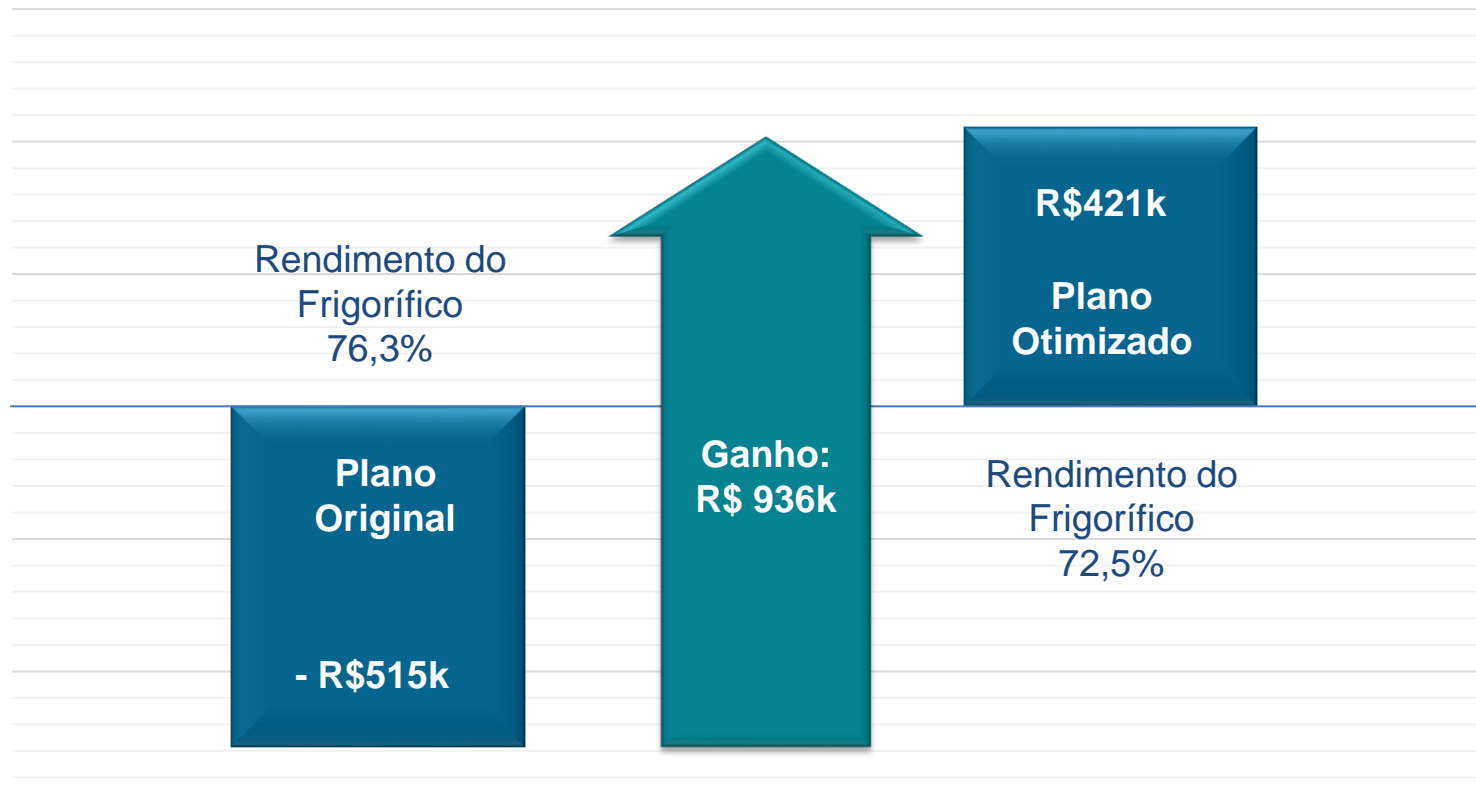 Rendimento do
Frigorífico
76,3%
Plano
Original
- R$515k
Ganho:
R$ 936k
R$421k
Plano
Otimizado
Rendimento do
Frigorífico
72,5%